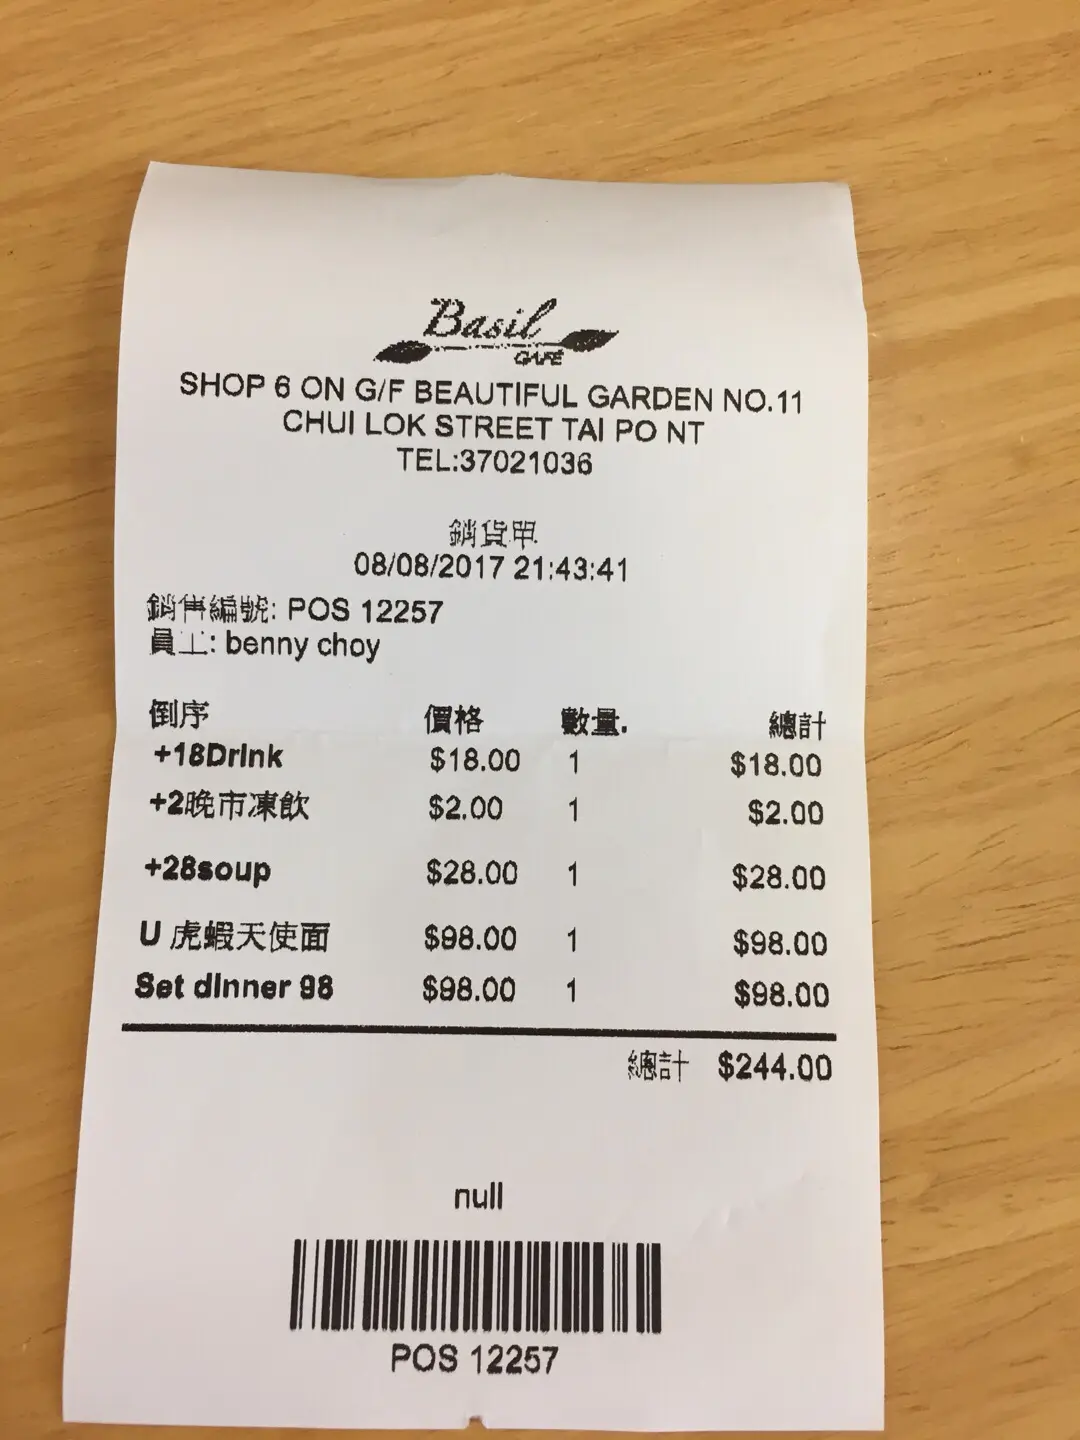 Basil
CAFÉ
SHOP 6 ON G/F BEAUTIFUL GARDEN NO.11
CHUI LOK STREET TAI PO NT
TEL:37021036
銷貨單
08/08/2017 21:43:41
銷售編號: POS 12257
員工: benny choy
倒序 價格 數量. 總計
+18Drink $18.00 1 $18.00
+2晚市凍飲 $2.00 1 $2.00
+28soup $28.00 1 $28.00
U 虎蝦天使面 $98.00 1 $98.00
Set dinner 98 $98.00 1 $98.00
總計 $244.00
null
POS 12257